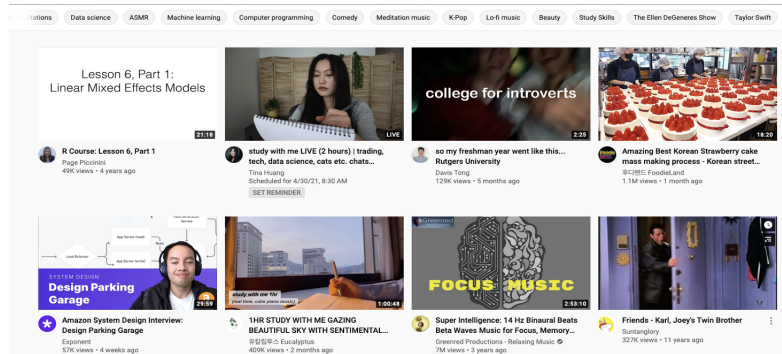 Data science
ASMR
Machine learning
Computer programming
Comedy
Meditation music
K-Pop
Lo-fi music
Beauty
Study Skills
The Ellen DeGeneres Show
Taylor Swift
Lesson 6, Part 1:
Linear Mixed Effects Models
21:18
LIVE
college for introverts
2:25
18:20
R Course: Lesson 6, Part 1
Page Piccinini
49K views • 4 years ago
study with me LIVE (2 hours) | trading,
tech, data science, cats etc. chats...
Tina Huang
Scheduled for 4/30/21, 8:30 AM
SET REMINDER
so my freshman year went like this...
Rutgers University
Davis Tong
129K views • 5 months ago
Amazing Best Korean Strawberry cake
mass making process - Korean street...
푸디랜드 FoodieLand
1.1M views • 1 month ago
App Server
Load Balancer
Read
SYSTEM DESIGN
Design Parking
Garage
29:59
study with me 1hr
(real time, calm piano music)
1:00:48
Greenred
FOCUS MUSIC
2:53:10
Amazon System Design Interview:
Design Parking Garage
Exponent
57K views • 4 weeks ago
1HR STUDY WITH ME GAZING
BEAUTIFUL SKY WITH SENTIMENTAL...
유칼립투스 Eucalyptus
409K views • 2 months ago
Super Intelligence: 14 Hz Binaural Beats
Beta Waves Music for Focus, Memory...
Greenred Productions - Relaxing Music
7M views • 3 years ago
Friends - Karl, Joey's Twin Brother
Suntanglory
327K views • 11 years ago